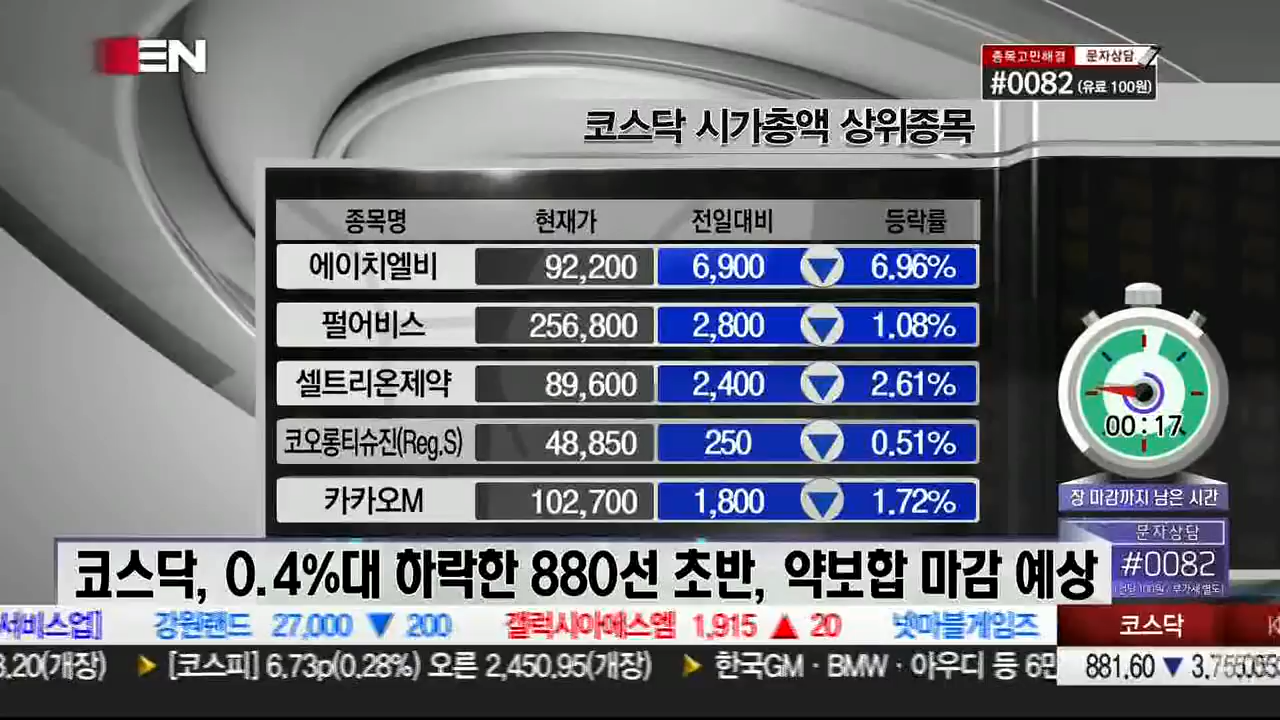 EN
종목고민해결 문자상담
#0082 (유료 100원)
코스닥 시가총액 상위종목
종목명 현재가 전일대비 등락률
에이치엘비 92,200 6,900 ▼ 6.96%
펄어비스 256,800 2,800 ▼ 1.08%
셀트리온제약 89,600 2,400 ▼ 2.61%
코오롱티슈진(Reg.S) 48,850 250 ▼ 0.51%
카카오M 102,700 1,800 ▼ 1.72%
00:17
장 마감까지 남은 시간
문자상담
#0082
코스닥, 0.4%대 하락한 880선 초반, 약보합 마감 예상
서비스업] 강원랜드 27,000 ▼ 200 갤럭시아에스엠 1,915 ▲ 20 넷마블게임즈
코스닥
3.20(개장) ▶ [코스피] 6.73p(0.28%) 오른 2,450.95(개장) ▶ 한국GM · BMW · 아우디 등 6만
881.60 ▼